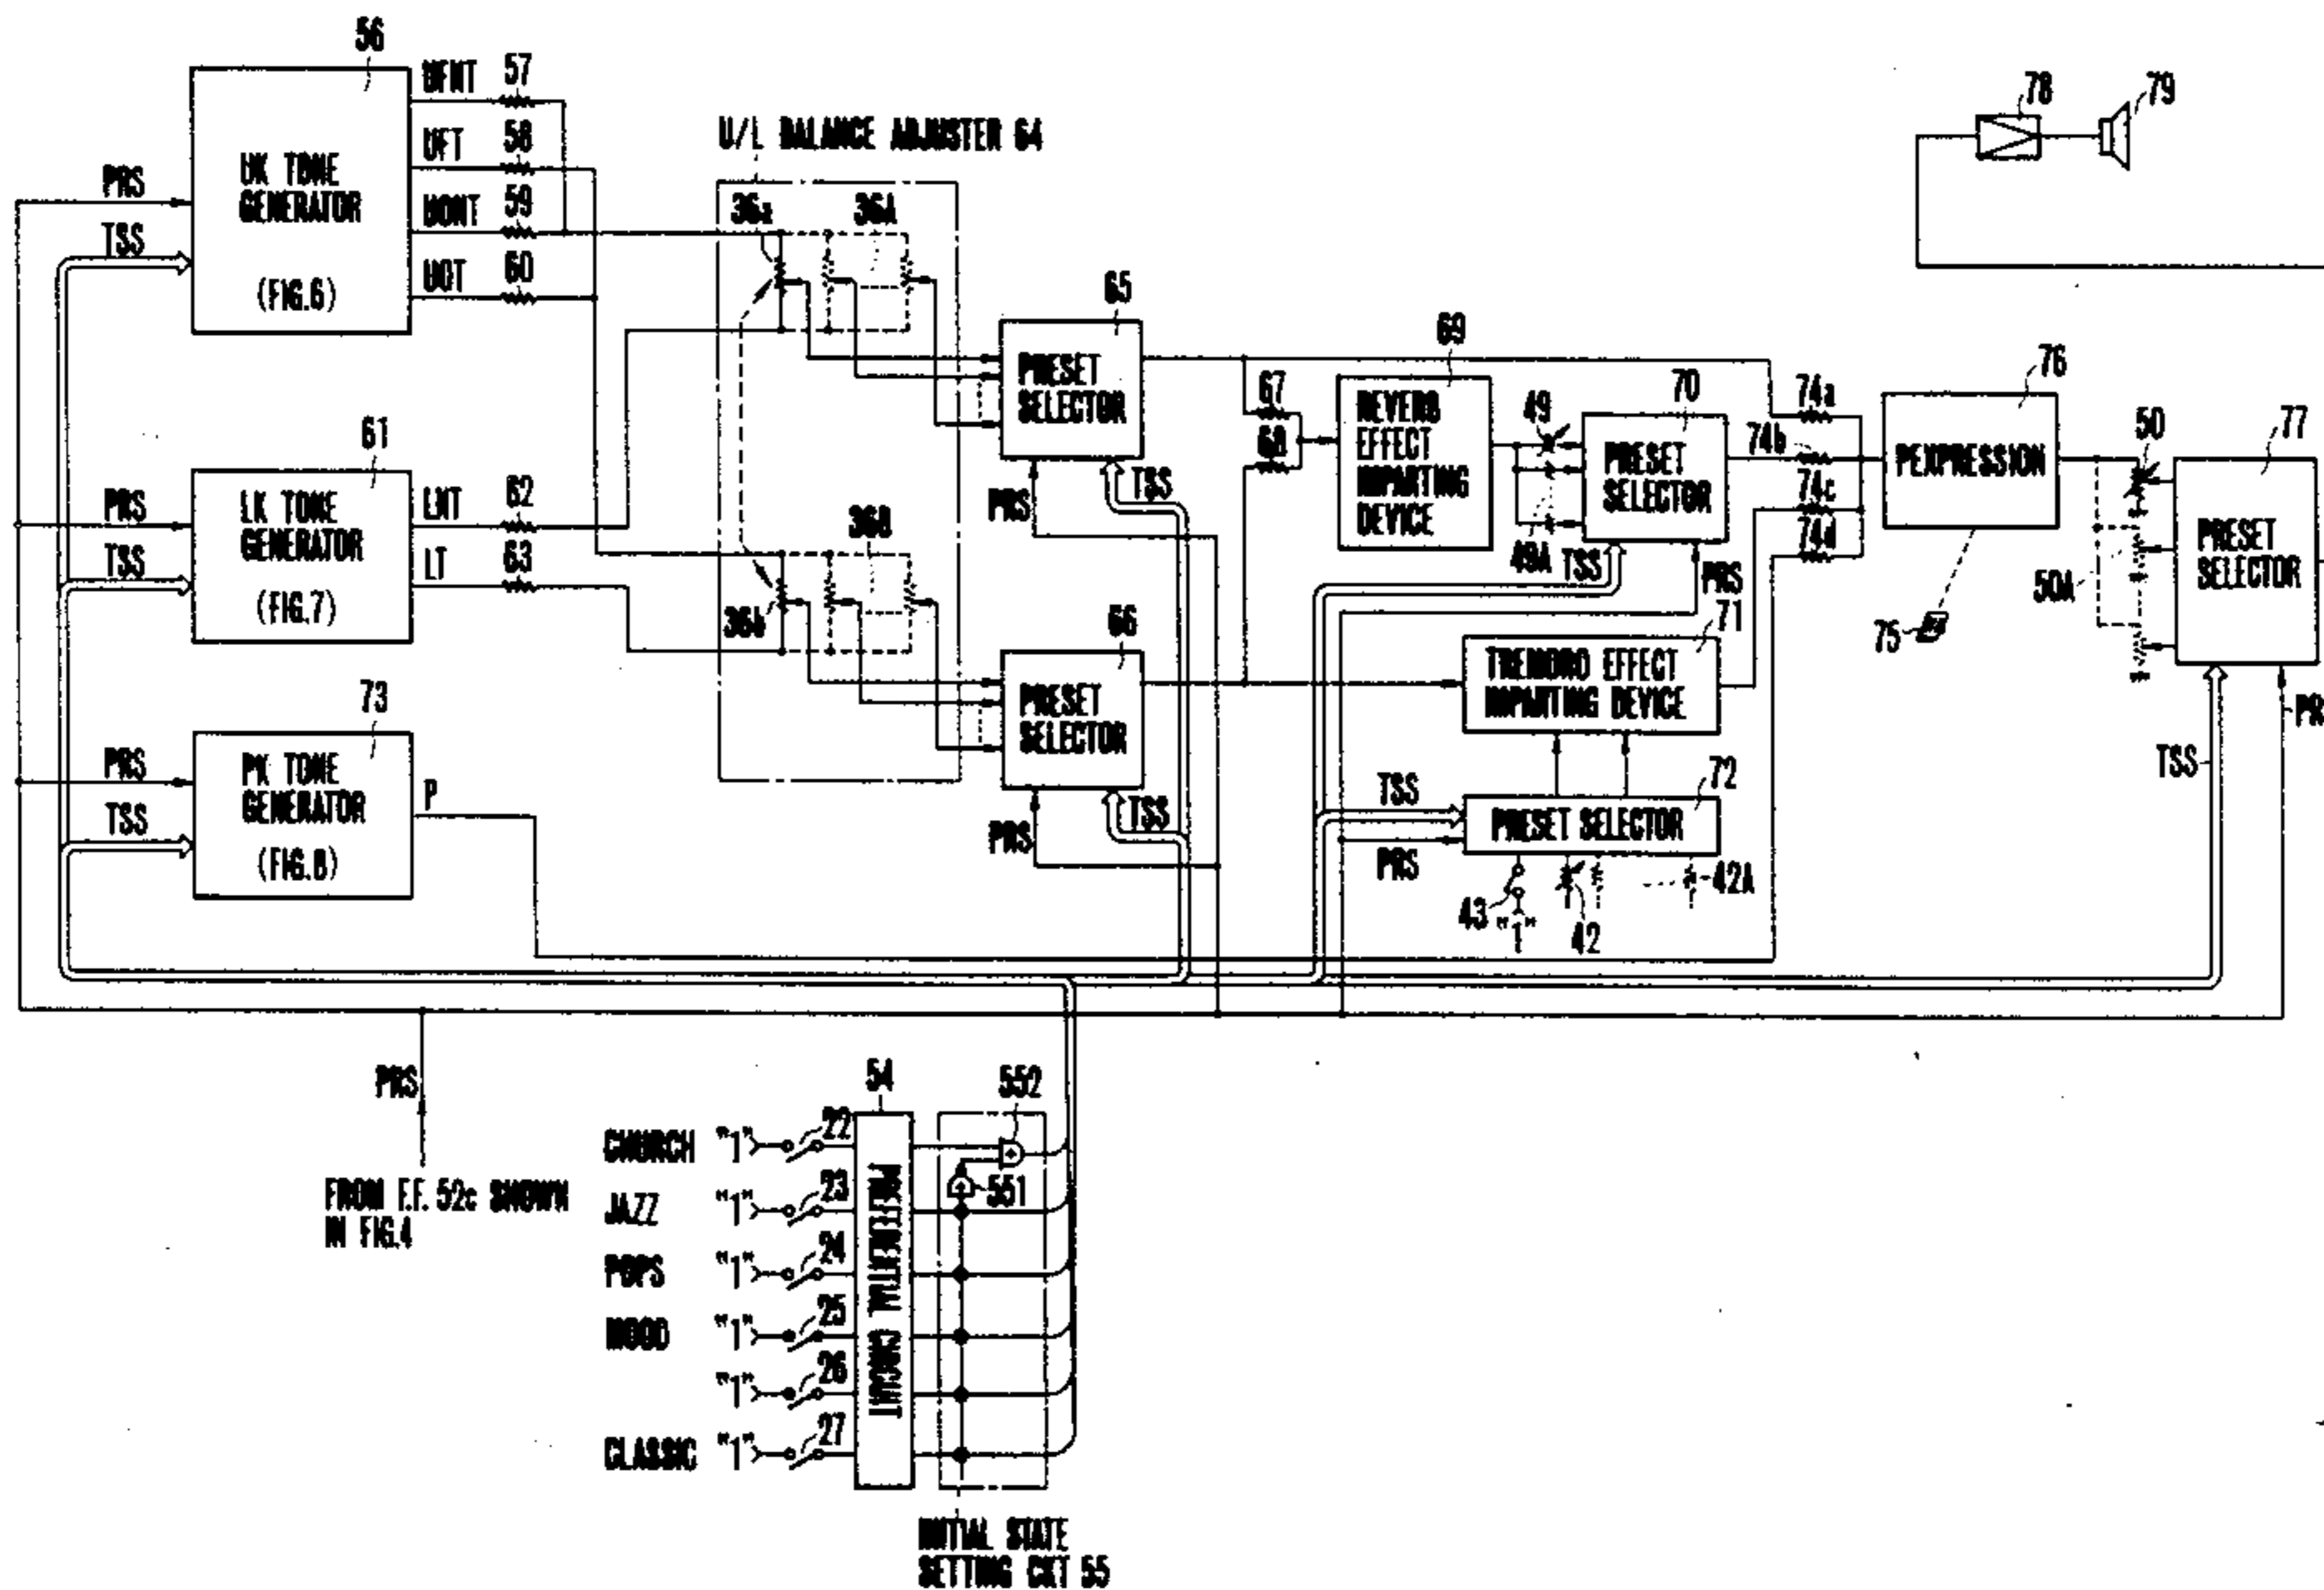 56
UFNT
57
UFT
58
UONT
59
UOT
60
UK TONE
GENERATOR
(FIG.6)
PRS
TSS
U/L BALANCE ADJUSTER 64
36a
36A
78
79
65
PRESET
SELECTOR
PRS
TSS
67
68
69
REVERB
EFFECT
IMPARTING
DEVICE
49
49A
70
PRESET
SELECTOR
TSS
PRS
74a
74b
74c
74d
76
PEXPRESSION
75
50
50A
77
PRESET
SELECTOR
TSS
PR
61
LK TONE
GENERATOR
(FIG.7)
PRS
TSS
LNT
62
LT
63
36B
36b
66
PRESET
SELECTOR
PRS
TSS
71
TREMORO EFFECT
IMPARTING DEVICE
72
PRESET SELECTOR
TSS
PRS
43
"1"
42
42A
73
PK TONE
GENERATOR
(FIG.8)
PRS
TSS
P
PRS
FROM F.F. 52c SHOWN
IN FIG.4
54
PREFERENTIAL CIRCUIT
552
551
CHURCH "1" 22
JAZZ "1" 23
POPS "1" 24
MOOD "1" 25
"1" 26
CLASSIC "1" 27
INITIAL STATE
SETTING CKT 55